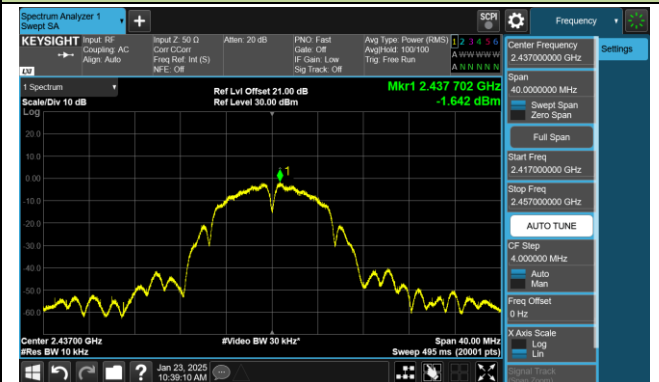 Spectrum Analyzer 1
Swept SA
SCPI
Frequency
KEYSIGHT
Input: RF
Coupling: AC
Align: Auto
Input Z: 50 Ω
Corr CCorr
Freq Ref: Int (S)
NFE: Off
Atten: 20 dB
PNO: Fast
Gate: Off
IF Gain: Low
Sig Track: Off
Avg Type: Power (RMS)
Avg|Hold: 100/100
Trig: Free Run
1 2 3 4 5 6
A W W W W W
A N N N N N
LXI
1 Spectrum
Scale/Div 10 dB
Log
Ref Lvl Offset 21.00 dB
Ref Level 30.00 dBm
Mkr1 2.437 702 GHz
-1.642 dBm
20.0
10.0
0.00
-10.0
-20.0
-30.0
-40.0
-50.0
-60.0
1
Center 2.43700 GHz
#Res BW 10 kHz
#Video BW 30 kHz*
Span 40.00 MHz
Sweep 495 ms (20001 pts)
Jan 23, 2025
10:39:10 AM
Center Frequency
2.437000000 GHz
Settings
Span
40.0000000 MHz
Swept Span
Zero Span
Full Span
Start Freq
2.417000000 GHz
Stop Freq
2.457000000 GHz
AUTO TUNE
CF Step
4.000000 MHz
Auto
Man
Freq Offset
0 Hz
X Axis Scale
Log
Lin
Signal Track
(Span Zoom)